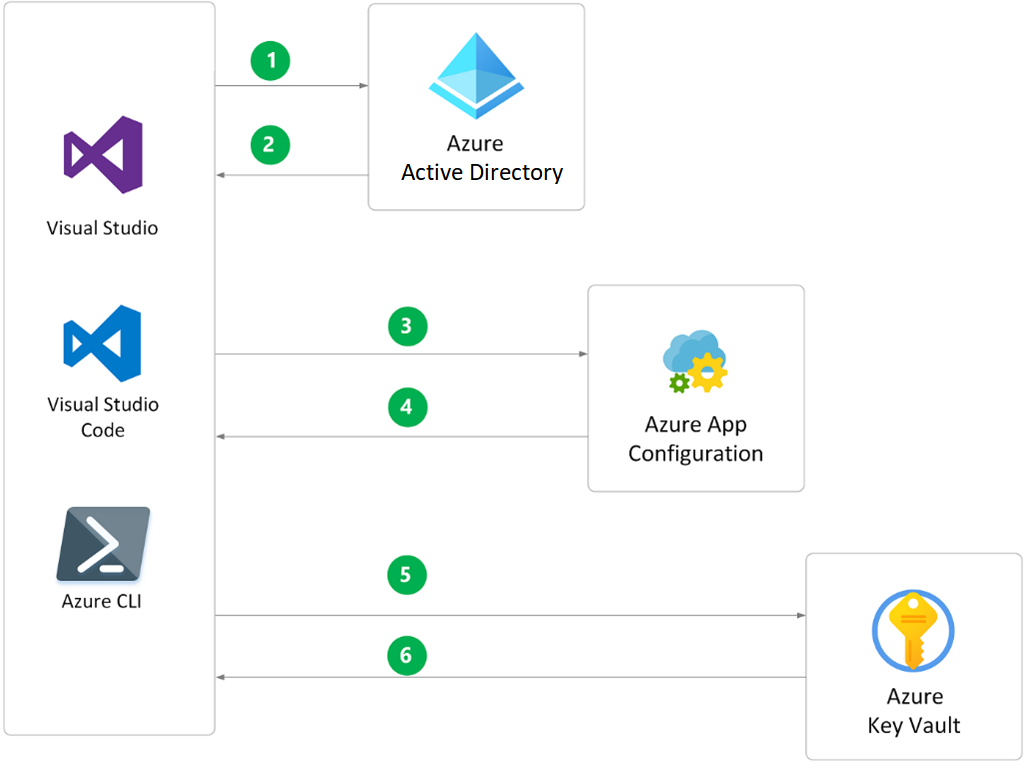 1
Azure
Active Directory
2
Visual Studio
3
Visual Studio
Code
4
Azure App
Configuration
Azure CLI
5
6
Azure
Key Vault